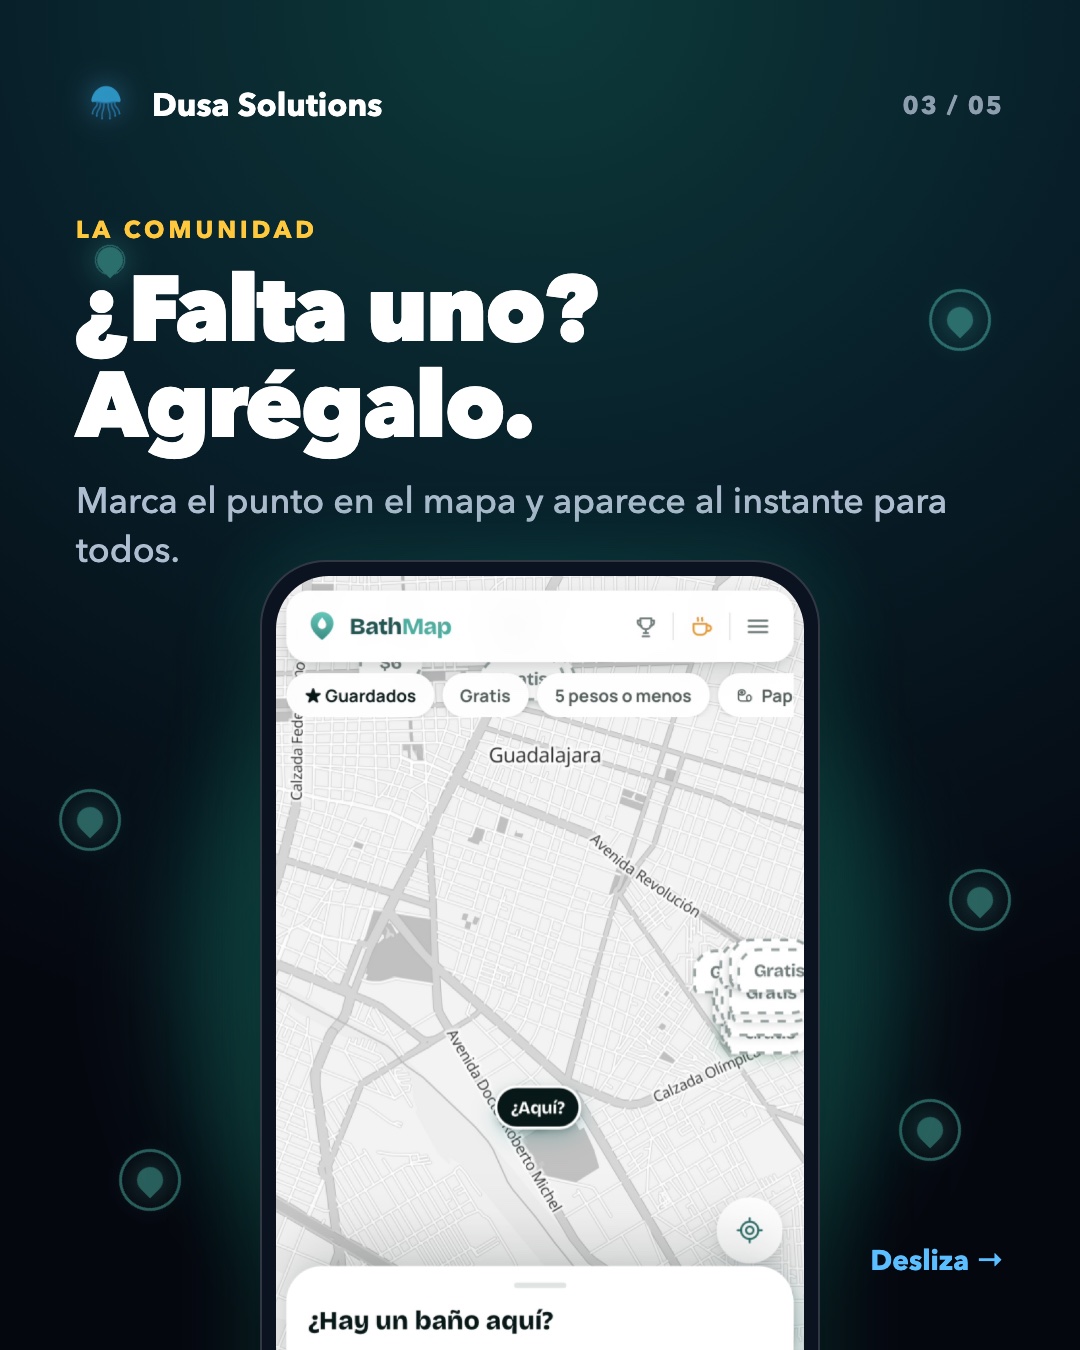 Dusa Solutions
03 / 05
LA COMUNIDAD
¿Falta uno?
Agrégalo.
Marca el punto en el mapa y aparece al instante para
todos.
BathMap
$6
Guardados
Gratis
5 pesos o menos
Pap
Guadalajara
Calzada Fede
Avenida Revolución
Gratis
Gratis
Calzada Olímpica
Avenida Doc
¿Aquí?
Roberto Michel
Desliza →
¿Hay un baño aquí?